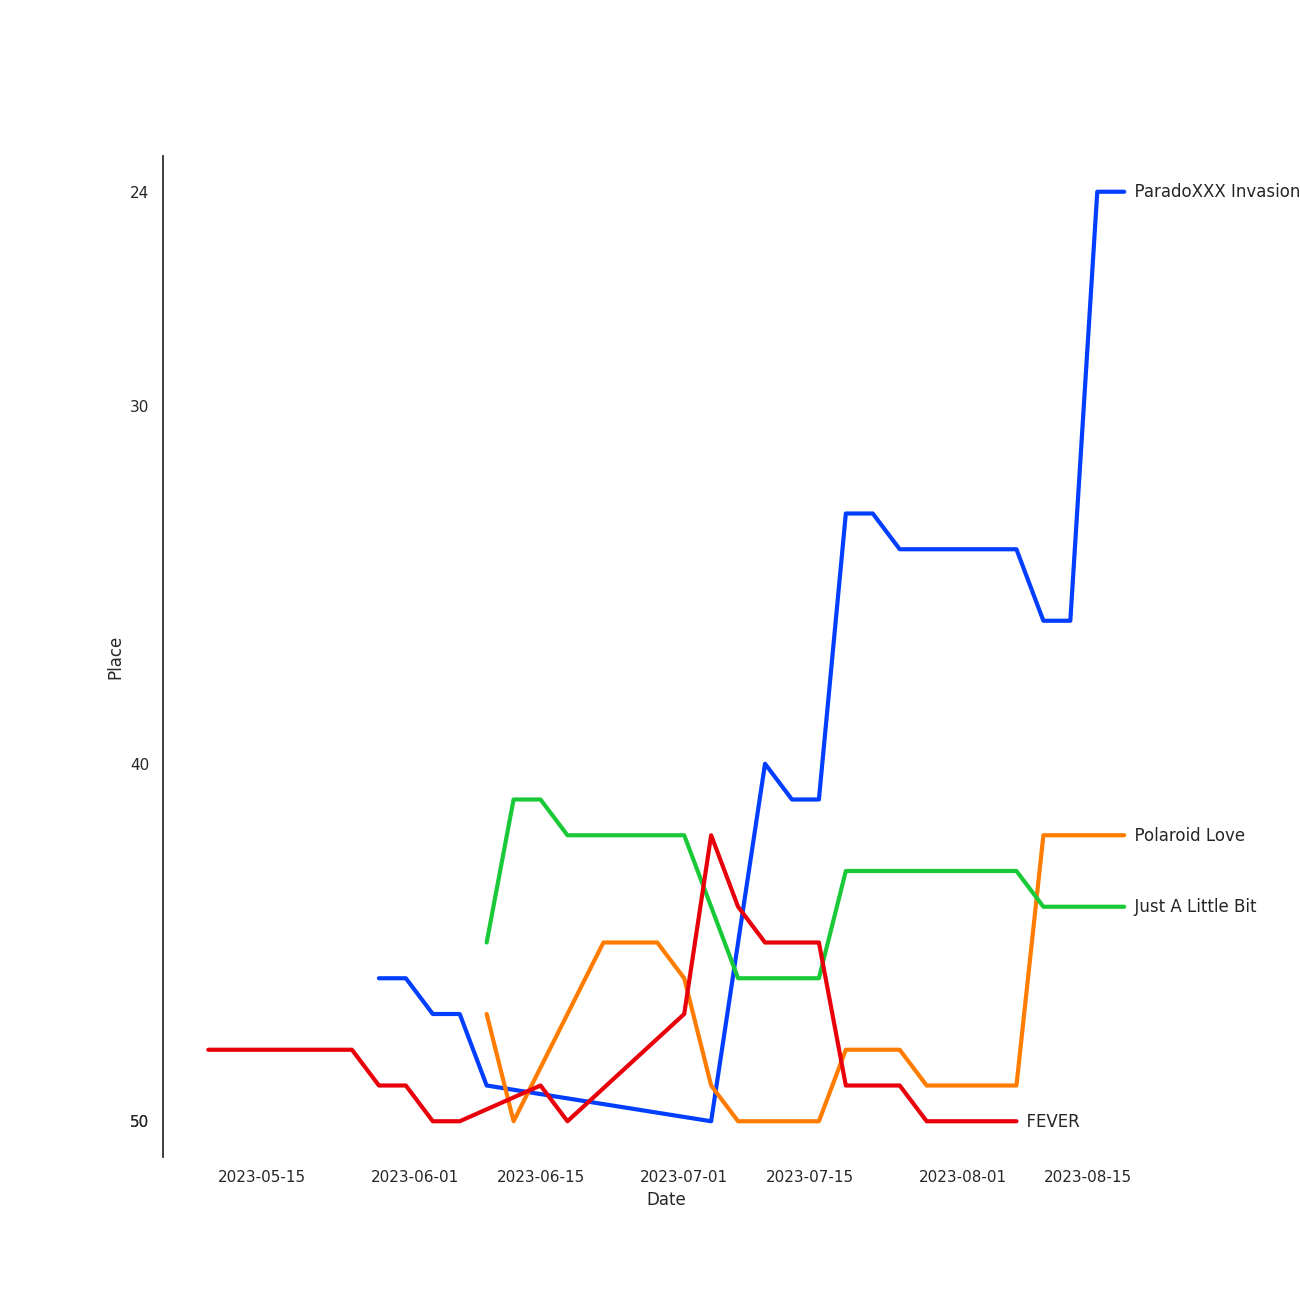 24
ParadoXXX Invasion
30
Place
40
Polaroid Love
Just A Little Bit
50
FEVER
2023-05-15 2023-06-01 2023-06-15 2023-07-01 2023-07-15 2023-08-01 2023-08-15
Date